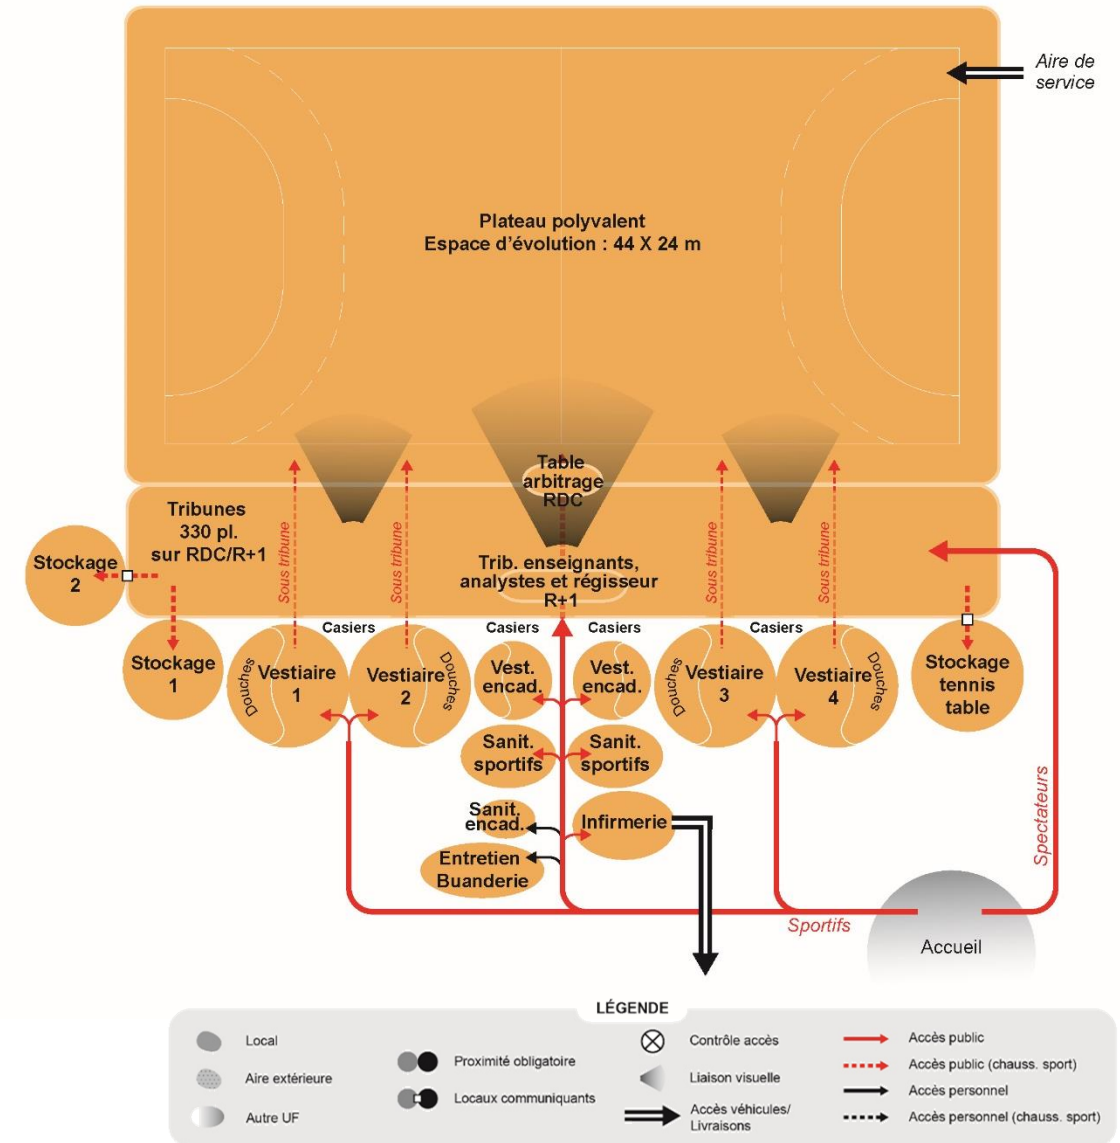 Aire de
service
Plateau polyvalent
Espace d'évolution : 44 X 24 m
Table
arbitrage
RDC
Tribunes
330 pl.
sur RDC/R+1
Sous tribune
Sous tribune
Sous tribune
Sous tribune
Trib. enseignants,
analystes et régisseur
R+1
Stockage
2
Stockage
1
Casiers
Casiers
Casiers
Casiers
Douches
Vestiaire
1
Vestiaire
2
Douches
Vest.
encad.
Vest.
encad.
Douches
Vestiaire
3
Vestiaire
4
Douches
Stockage
tennis
table
Sanit.
sportifs
Sanit.
sportifs
Sanit.
encad.
Infirmerie
Entretien
Buanderie
Spectateurs
Sportifs
Accueil
LÉGENDE
Local
Aire extérieure
Autre UF
Proximité obligatoire
Locaux communiquants
Contrôle accès
Liaison visuelle
Accès véhicules/
Livraisons
Accès public
Accès public (chauss. sport)
Accès personnel
Accès personnel (chauss. sport)